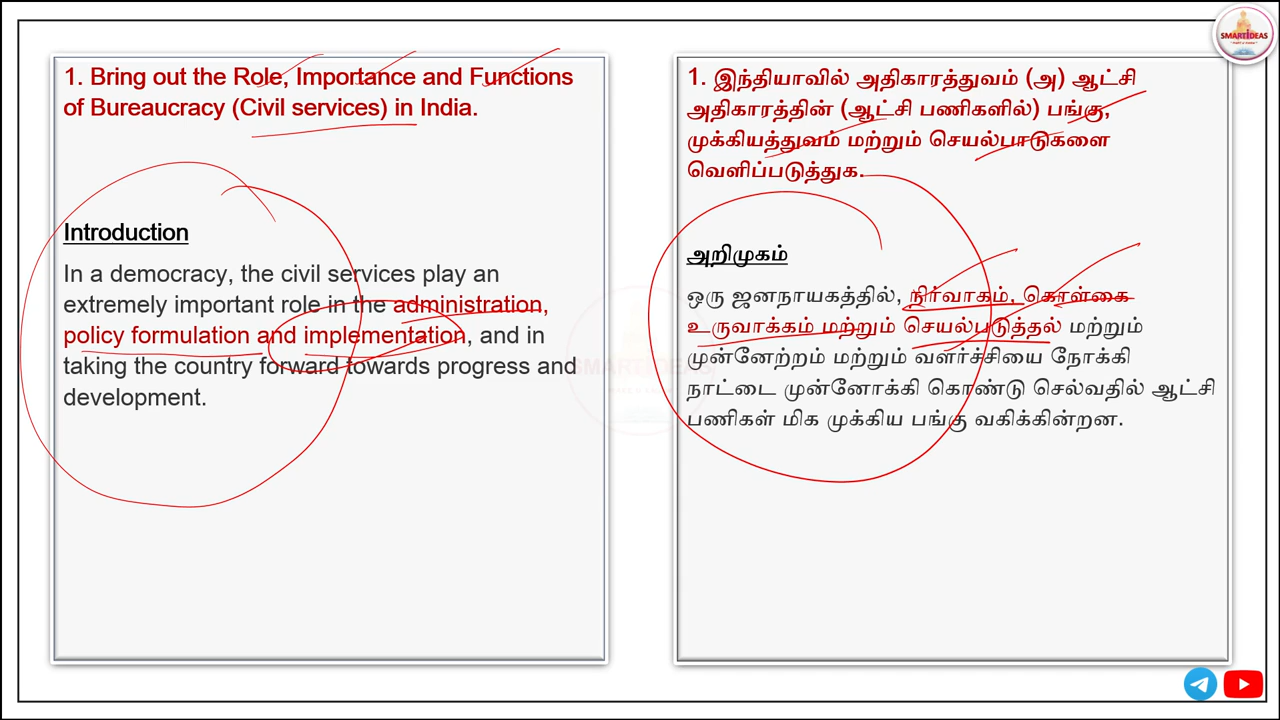 SMARTIDEAS
1. Bring out the Role, Importance and Functions
of Bureaucracy (Civil services) in India.
Introduction
In a democracy, the civil services play an
extremely important role in the administration,
policy formulation and implementation, and in
taking the country forward towards progress and
development.
1. இந்தியாவில் அதிகாரத்துவம் (அ) ஆட்சி
அதிகாரத்தின் (ஆட்சி பணிகளில்) பங்கு,
முக்கியத்துவம் மற்றும் செயல்பாடுகளை
வெளிப்படுத்துக.
அறிமுகம்
ஒரு ஜனநாயகத்தில், நிர்வாகம், கொள்கை
உருவாக்கம் மற்றும் செயல்படுத்தல் மற்றும்
முன்னேற்றம் மற்றும் வளர்ச்சியை நோக்கி
நாட்டை முன்னோக்கி கொண்டு செல்வதில் ஆட்சி
பணிகள் மிக முக்கிய பங்கு வகிக்கின்றன.
SMARTIDEAS